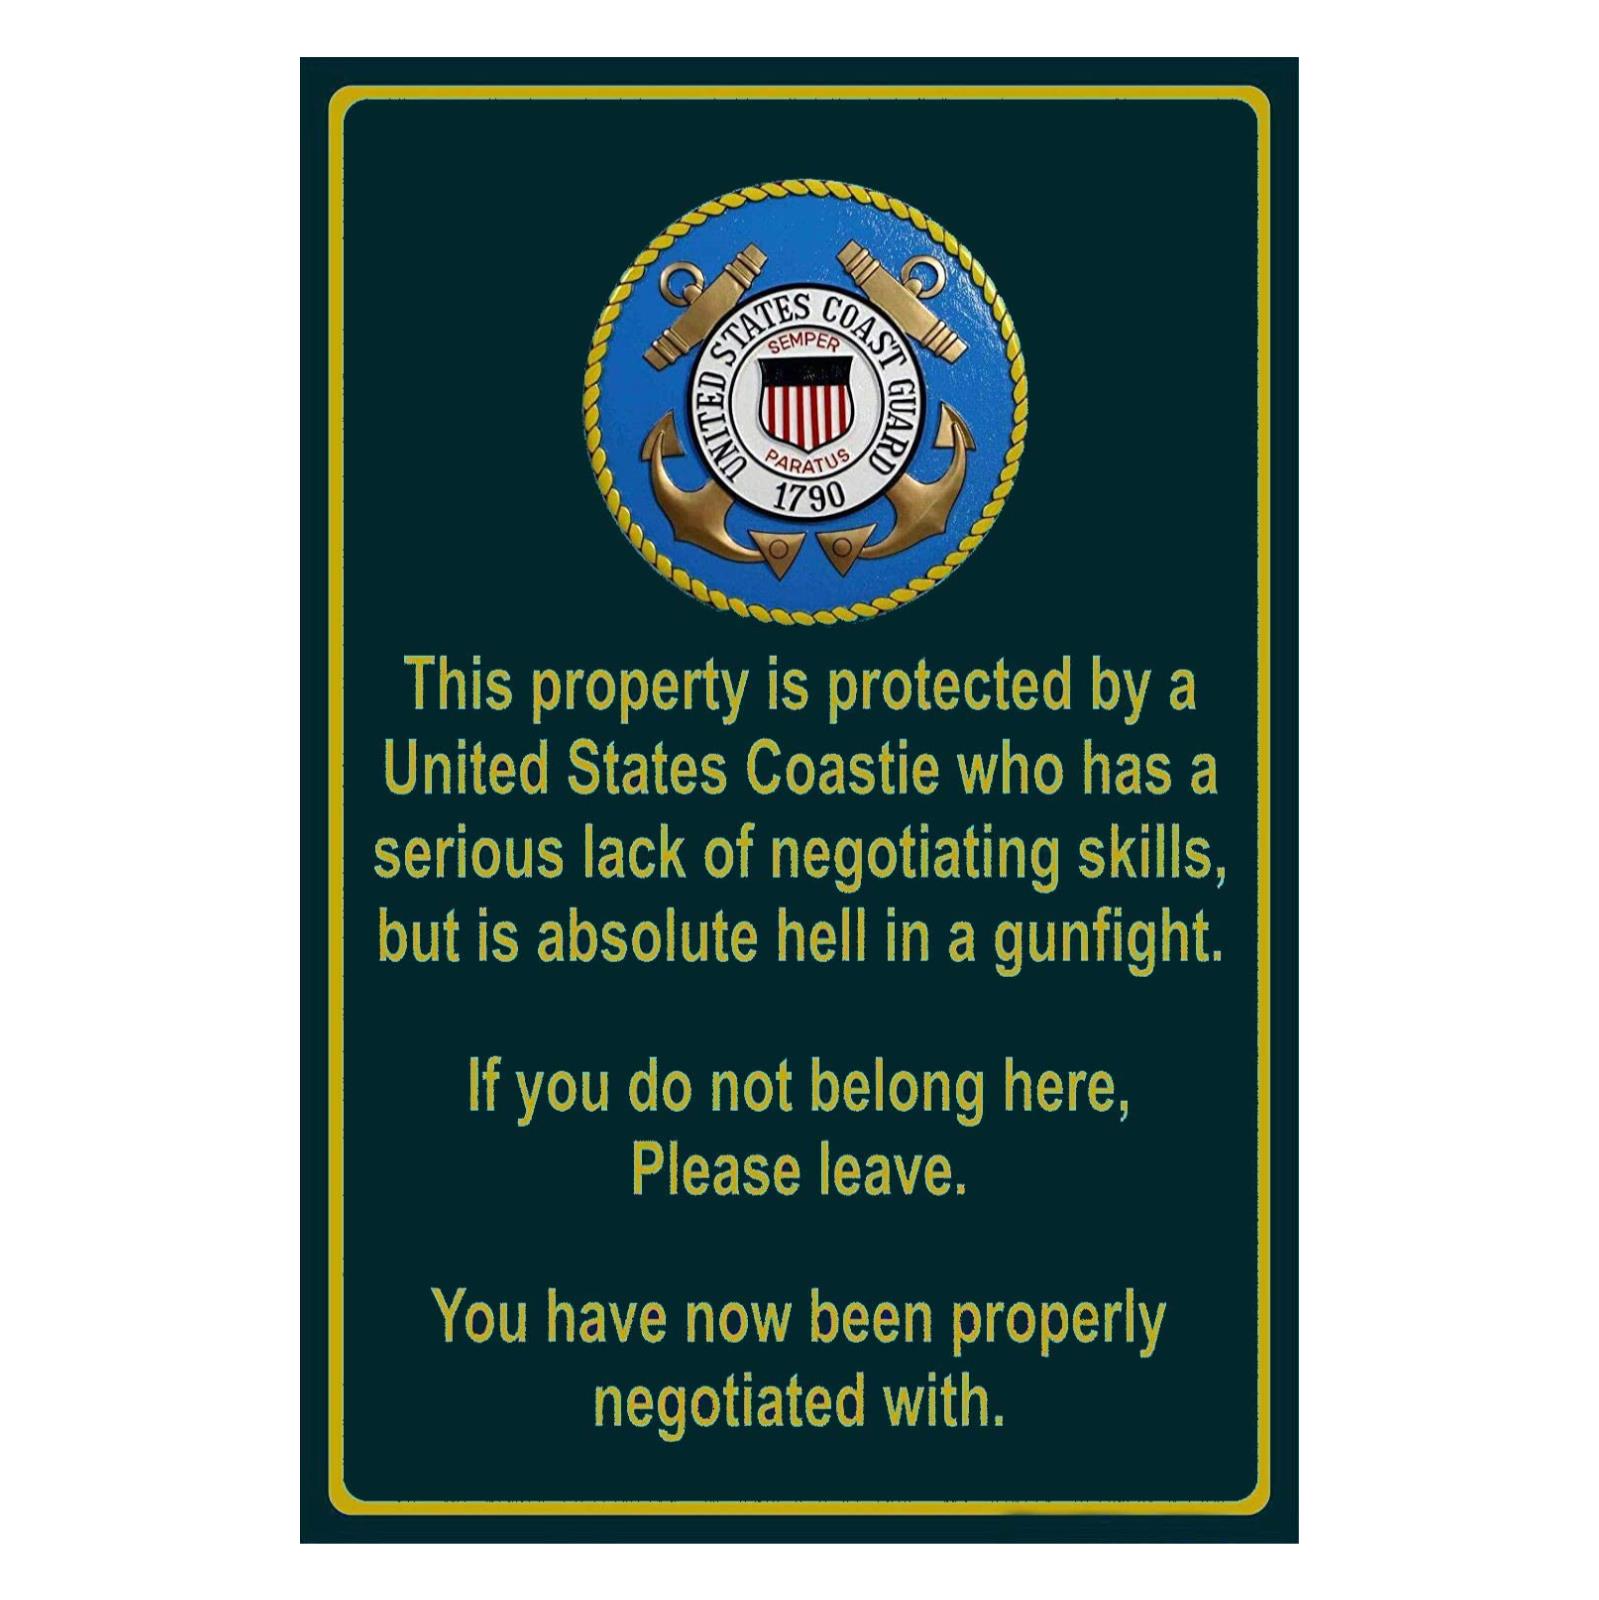 UNITED STATES COAST GUARD
SEMPER
PARATUS
1790
This property is protected by a
United States Coastie who has a
serious lack of negotiating skills,
but is absolute hell in a gunfight.
If you do not belong here,
Please leave.
You have now been properly
negotiated with.